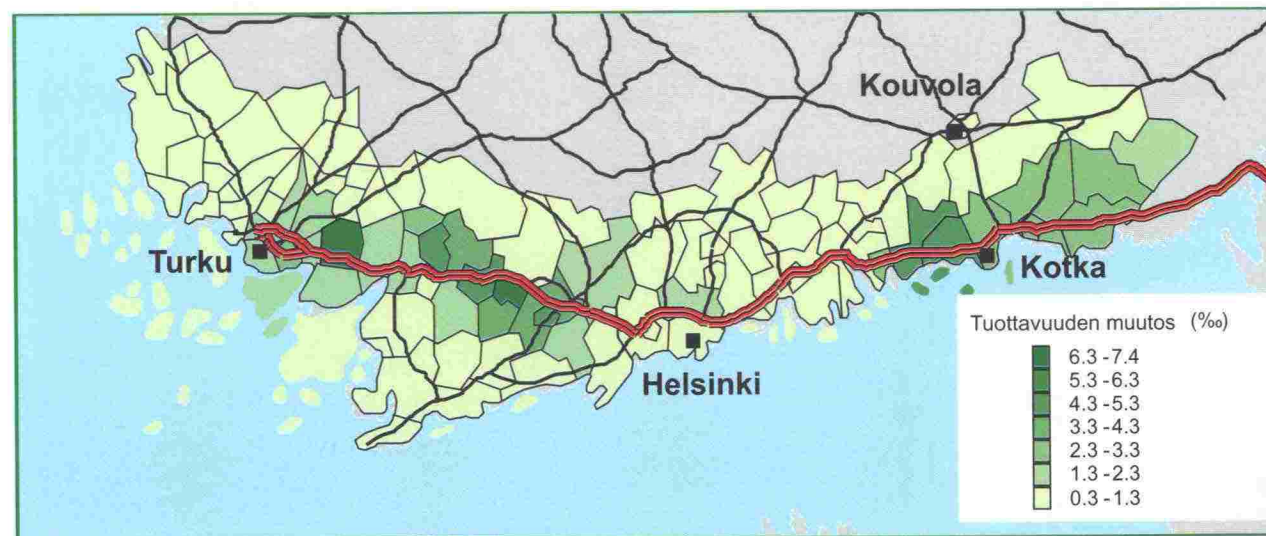 Kouvola
Turku
Kotka
Helsinki
Tuottavuuden muutos (‰)
6.3 - 7.4
5.3 - 6.3
4.3 - 5.3
3.3 - 4.3
2.3 - 3.3
1.3 - 2.3
0.3 - 1.3